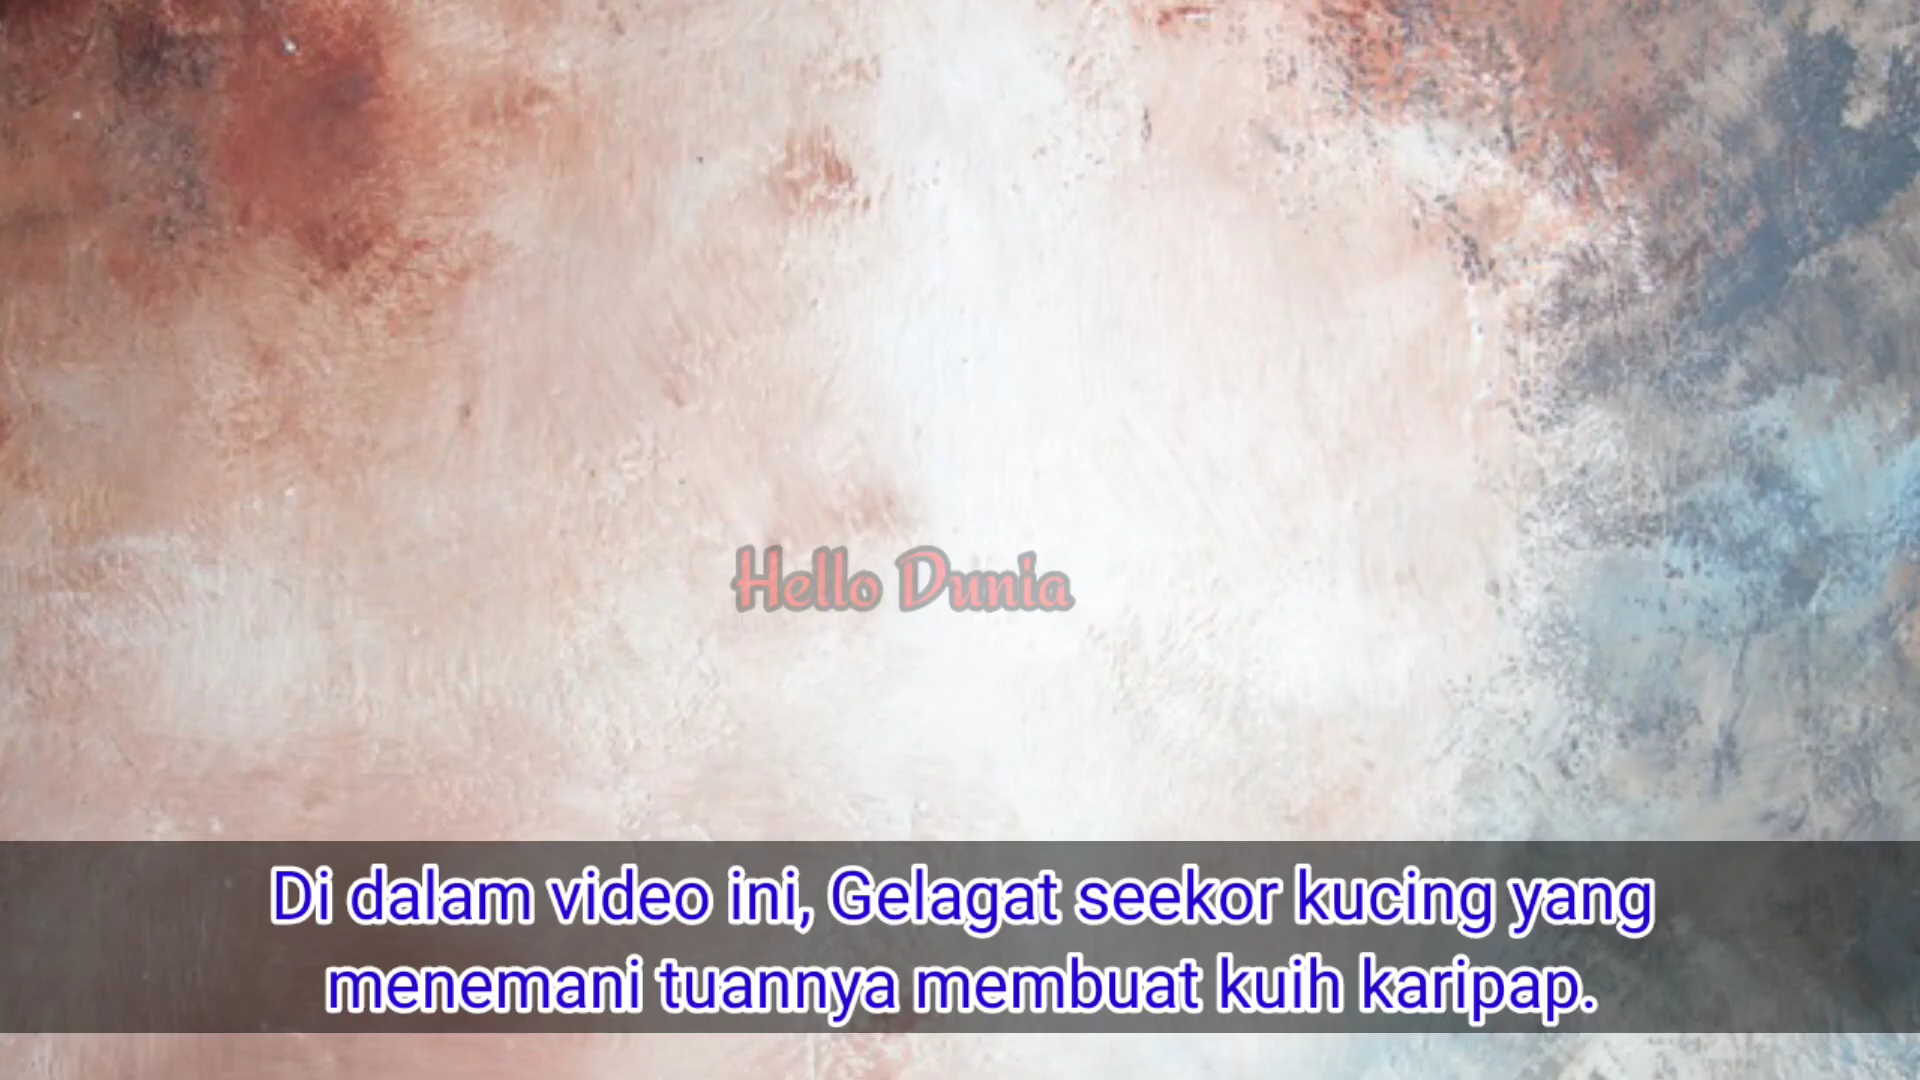 Hello Dunia
Di dalam video ini, Gelagat seekor kucing yang
menemani tuannya membuat kuih karipap.